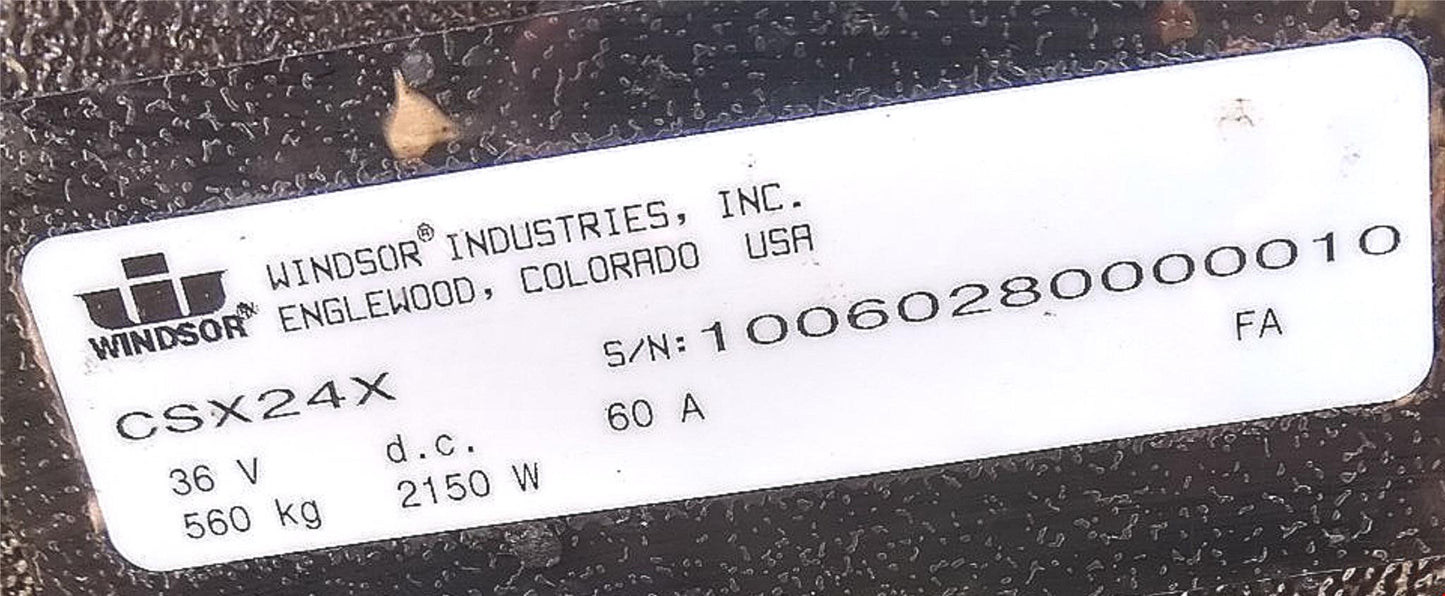 WINDSOR® INDUSTRIES, INC.
ENGLEWOOD, COLORADO USA
WINDSOR
S/N: 10060280000010
CSX24X
FA
36 V d.c. 60 A
560 kg 2150 W